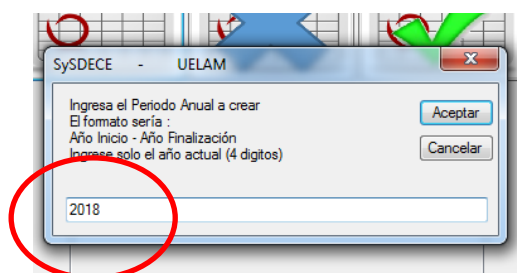 SySDECE - UELAM
Ingresa el Periodo Anual a crear
El formato sería :
Año Inicio - Año Finalización
Ingrese solo el año actual (4 digitos)
Aceptar
Cancelar
2018